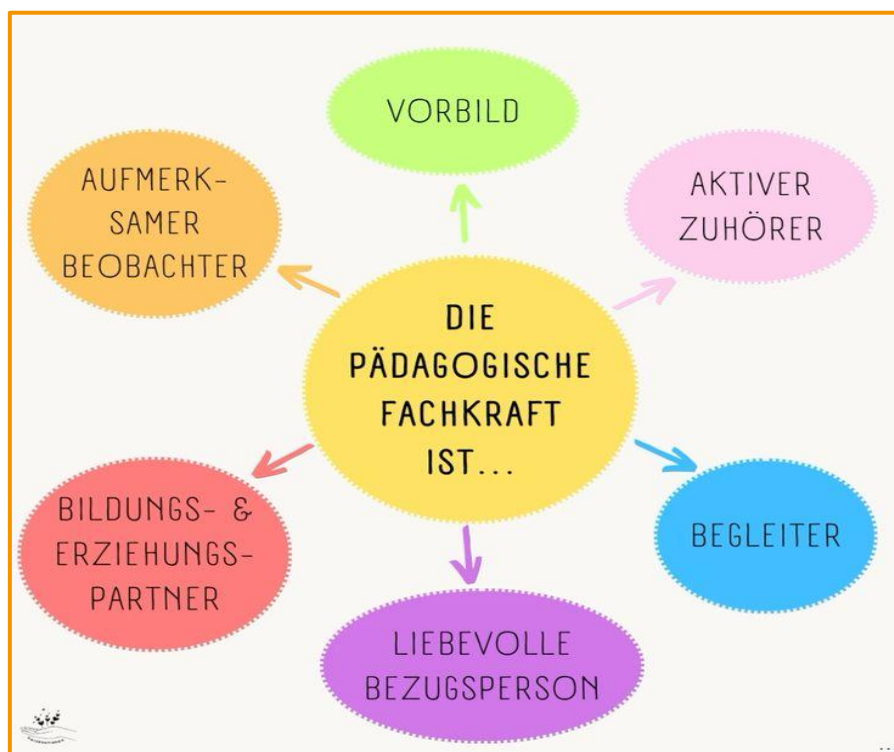 VORBILD
AUFMERK-
SAMER
BEOBACHTER
AKTIVER
ZUHÖRER
DIE
PÄDAGOGISCHE
FACHKRAFT
IST...
BILDUNGS- &
ERZIEHUNGS-
PARTNER
BEGLEITER
LIEBEVOLLE
BEZUGSPERSON